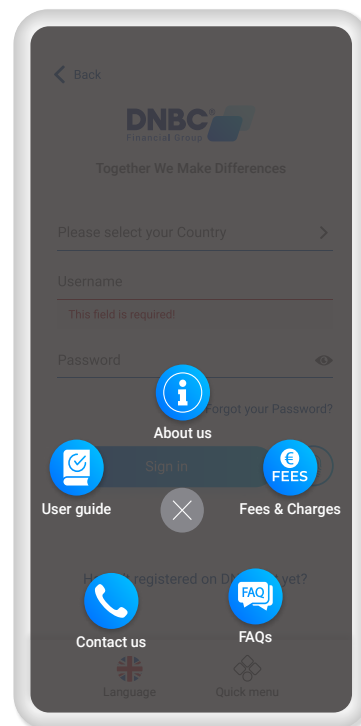 Back
DNBC®
Financial Group
Together We Make Differences
Please select your Country
Username
This field is required!
Password
Forgot your Password?
About us
Sign in
FEES
User guide
Fees & Charges
registered on
yet?
FAQ
Contact us
FAQs
Language
Quick menu